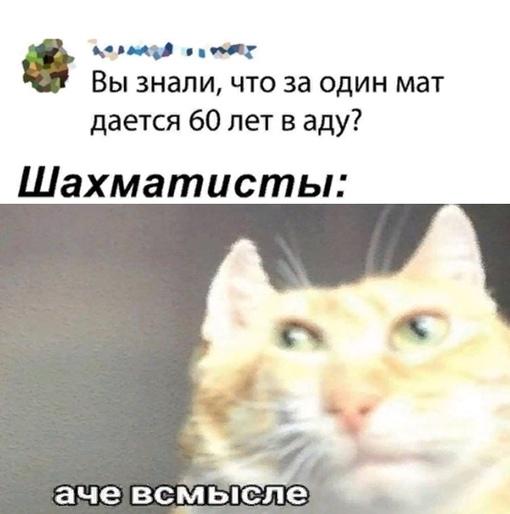 Вы знали, что за один мат
дается 60 лет в аду?
Шахматисты:
аче всмысле